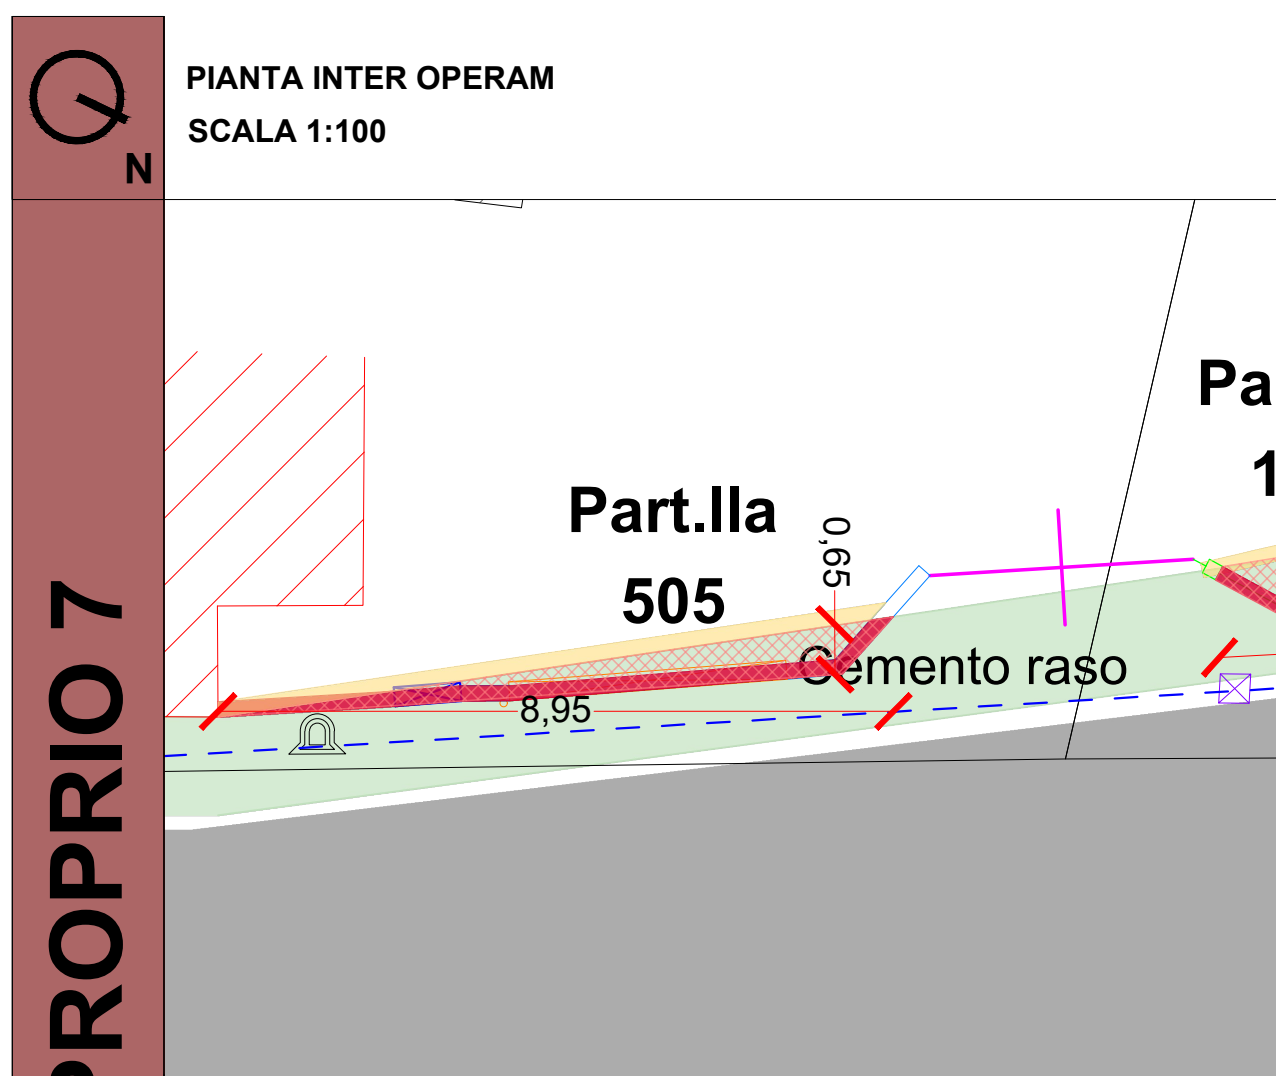 N
PIANTA INTER OPERAM
SCALA 1:100
PROPRIO 7
Part.lla
505
0,65
Cemento raso
8,95
Pa
1